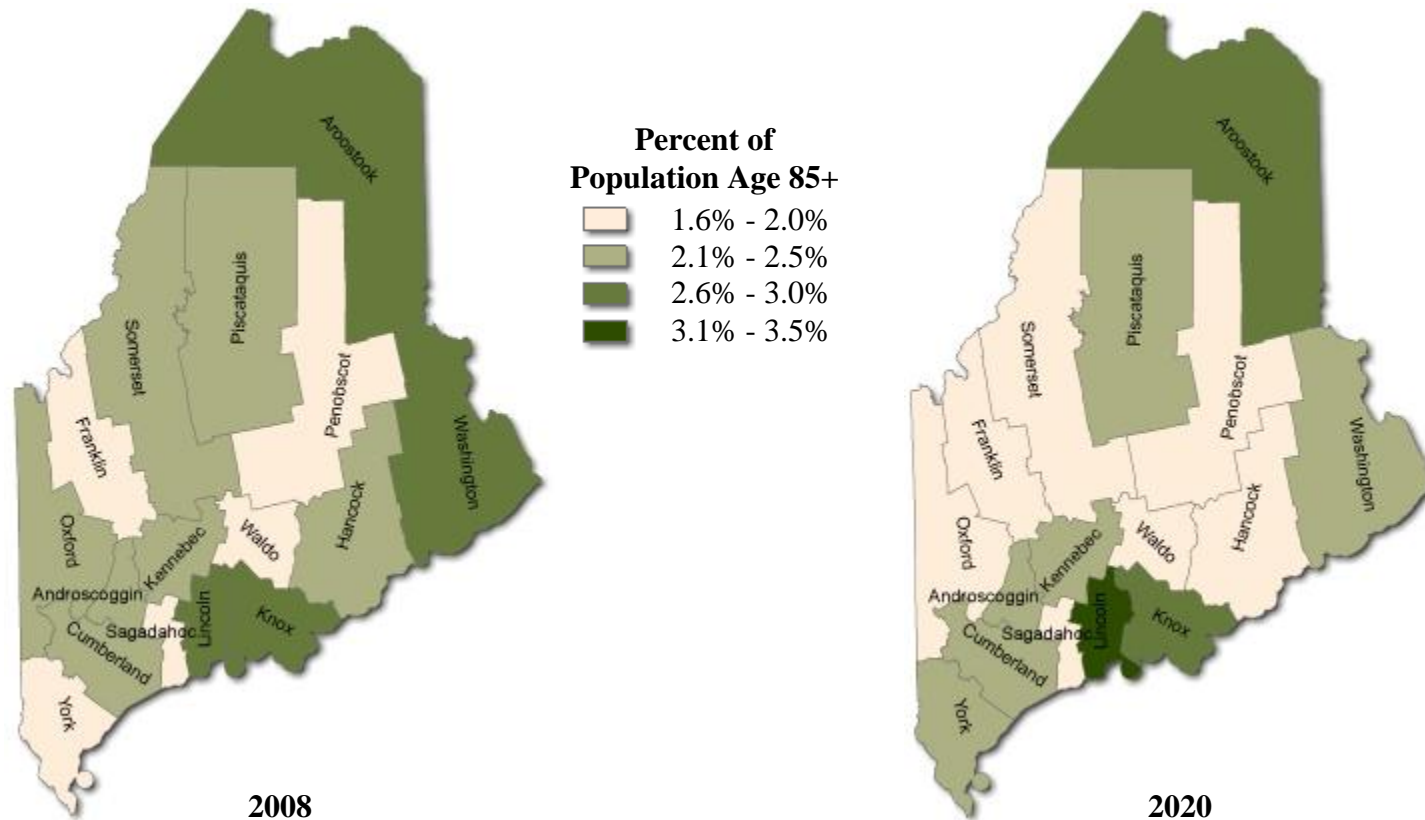 Percent of
Population Age 85+
1.6% - 2.0%
2.1% - 2.5%
2.6% - 3.0%
3.1% - 3.5%
Aroostook
Piscataquis
Somerset
Penobscot
Franklin
Washington
Hancock
Oxford
Waldo
Kennebec
Androscoggin
Sagadahoc
Lincoln
Knox
Cumberland
York
2008
Aroostook
Piscataquis
Somerset
Penobscot
Franklin
Washington
Hancock
Oxford
Waldo
Kennebec
Androscoggin
Sagadahoc
Lincoln
Knox
Cumberland
York
2020